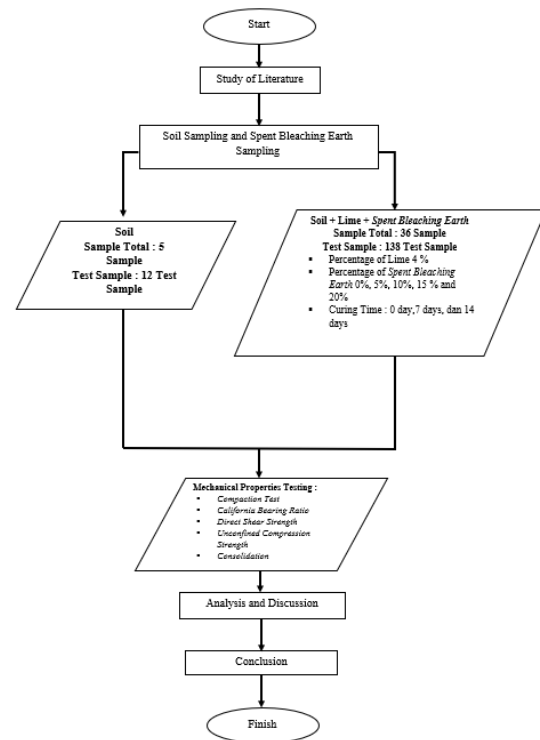 Start
Study of Literature
Soil Sampling and Spent Bleaching Earth
Sampling
Soil
Sample Total : 5
Sample
Test Sample : 12 Test
Sample
Soil + Lime + Spent Bleaching Earth
Sample Total : 36 Sample
Test Sample : 138 Test Sample
▪ Percentage of Lime 4 %
▪ Percentage of Spent Bleaching
Earth 0%, 5%, 10%, 15 % and
20%
▪ Curing Time : 0 day,7 days, dan 14
days
Mechanical Properties Testing :
▪ Compaction Test
▪ California Bearing Ratio
▪ Direct Shear Strength
▪ Unconfined Compression
Strength
▪ Consolidation
Analysis and Discussion
Conclusion
Finish